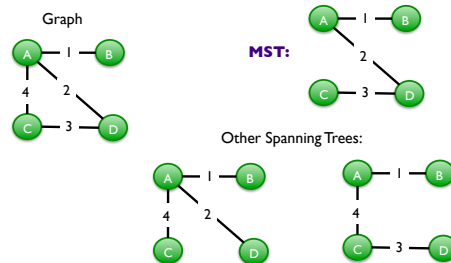 Graph
A 1 B
4 2
C 3 D
MST:
A 1 B
2
C 3 D
Other Spanning Trees:
A 1 B
4 2
C D
A 1 B
4
C 3 D